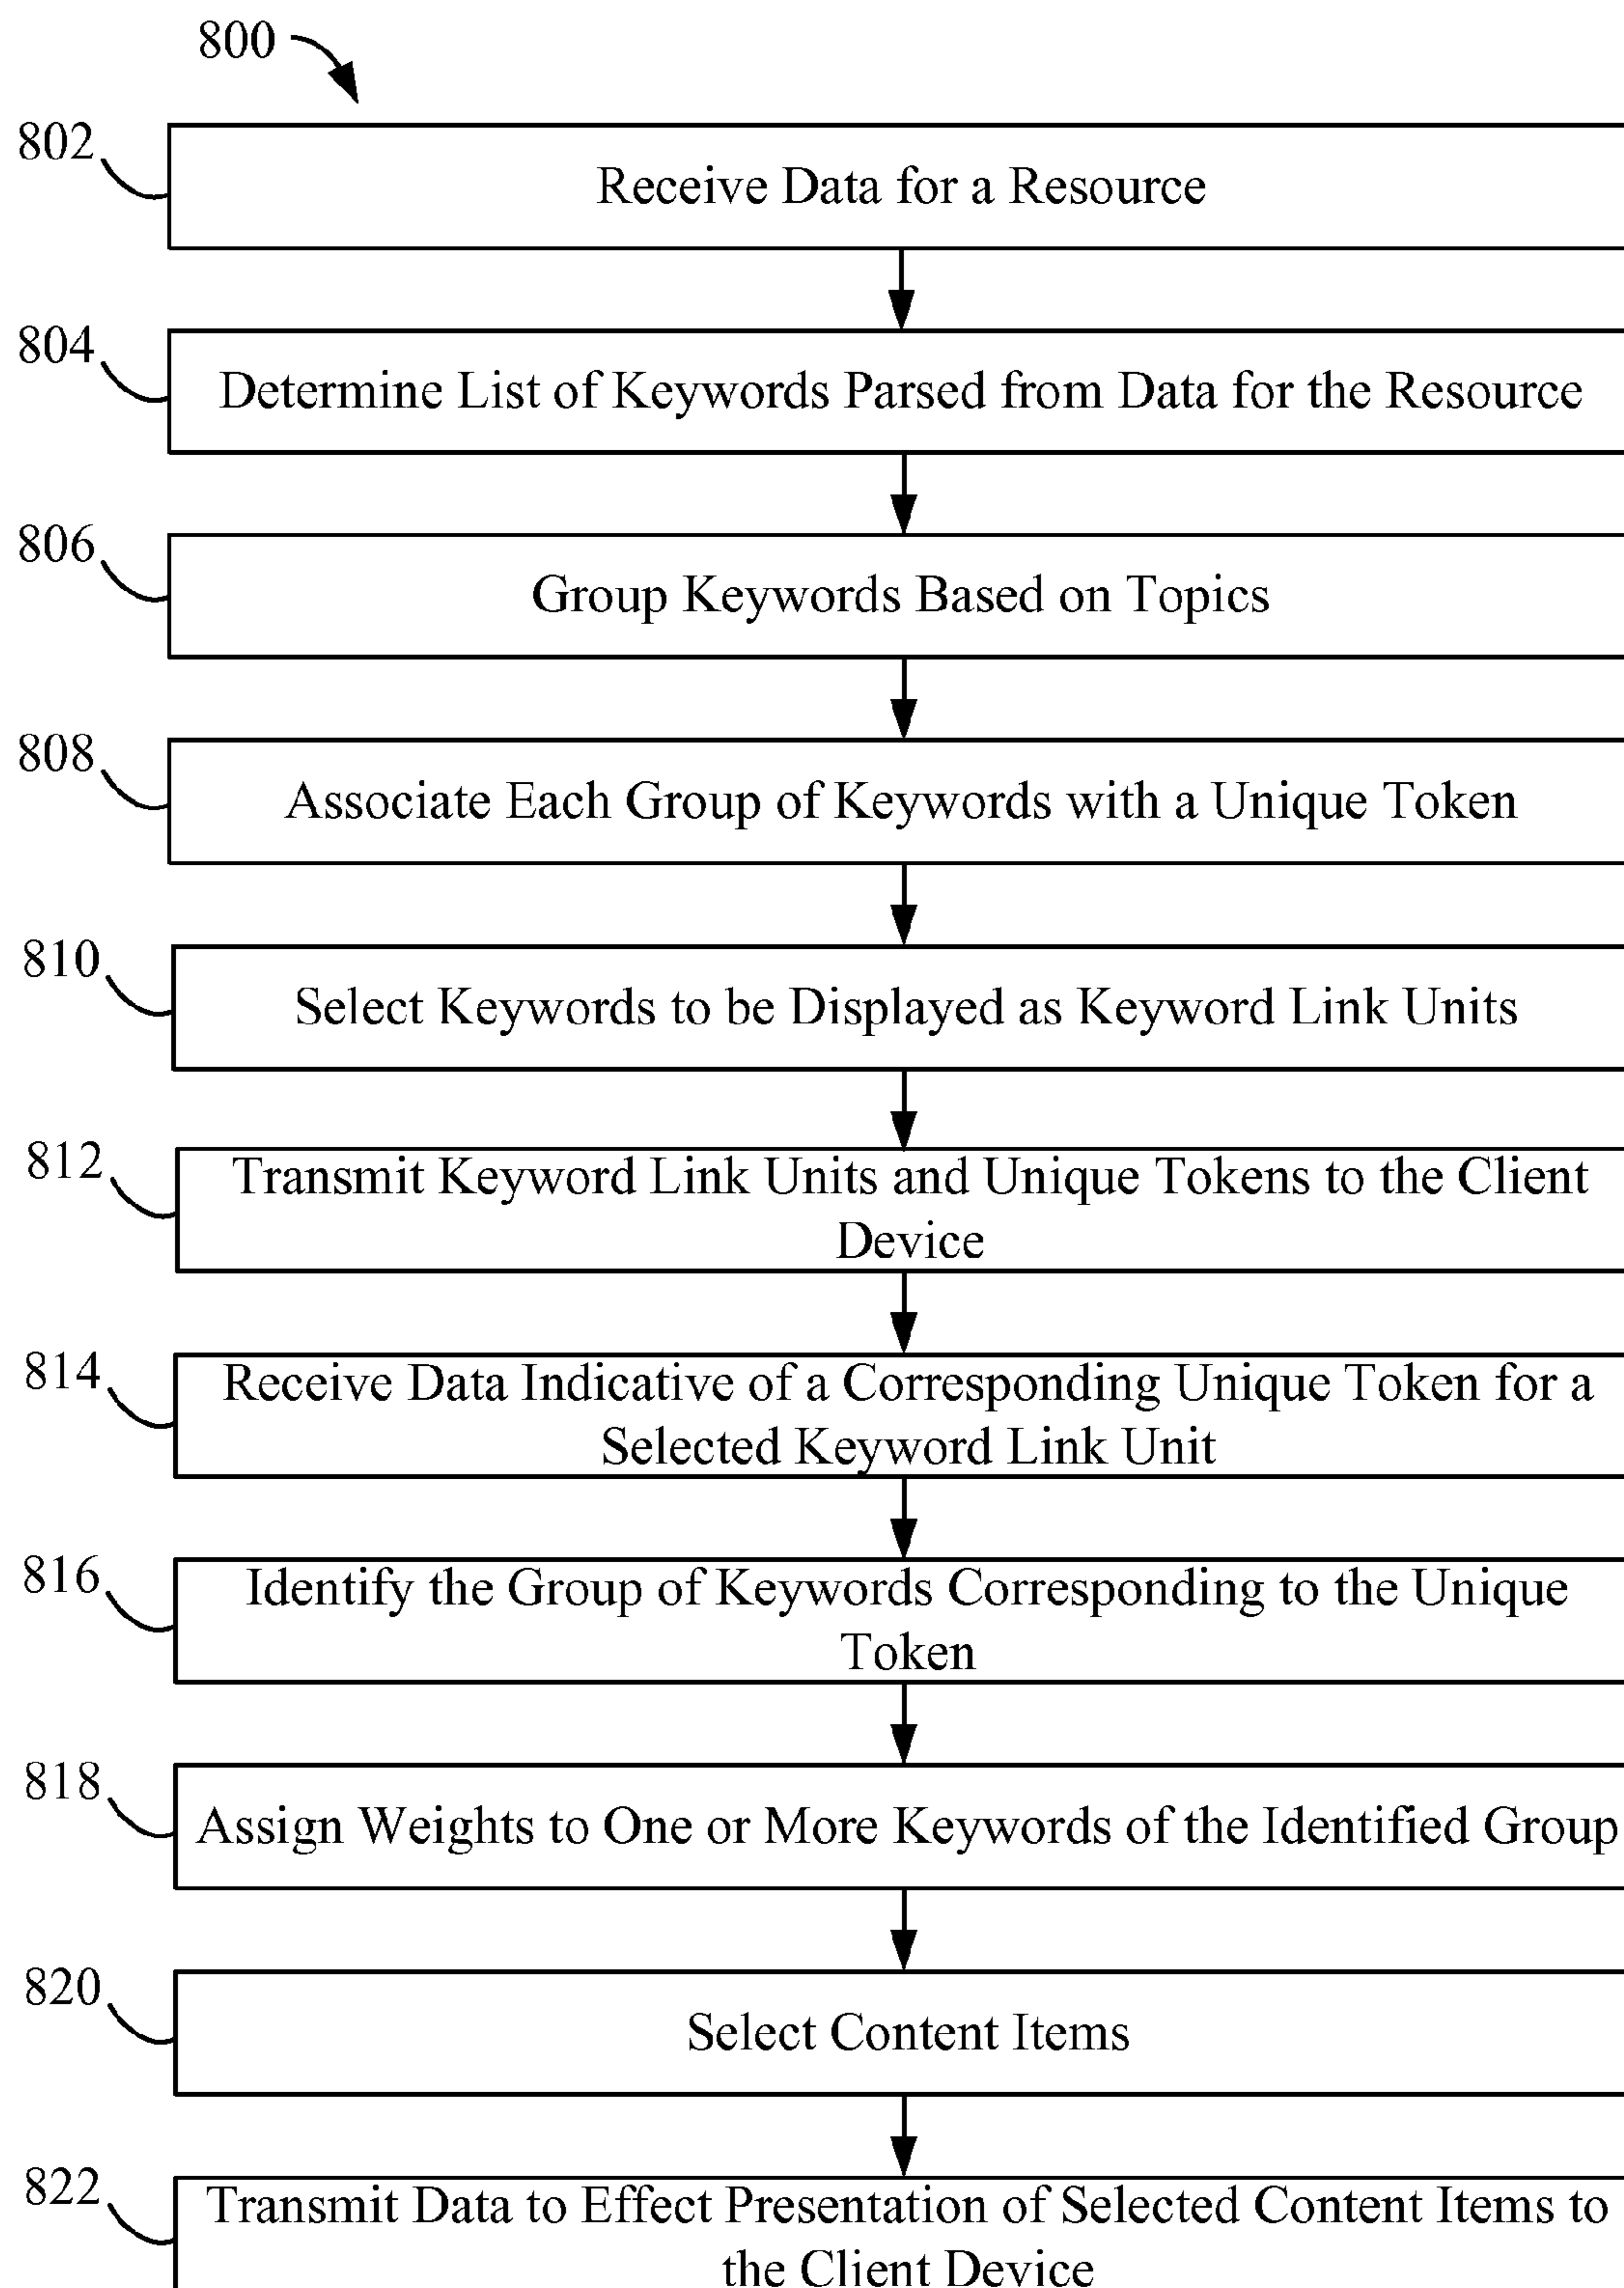 800
802
Receive Data for a Resource
804
Determine List of Keywords Parsed from Data for the Resource
806
Group Keywords Based on Topics
808
Associate Each Group of Keywords with a Unique Token
810
Select Keywords to be Displayed as Keyword Link Units
812
Transmit Keyword Link Units and Unique Tokens to the Client
Device
814
Receive Data Indicative of a Corresponding Unique Token for a
Selected Keyword Link Unit
816
Identify the Group of Keywords Corresponding to the Unique
Token
818
Assign Weights to One or More Keywords of the Identified Group
820
Select Content Items
822
Transmit Data to Effect Presentation of Selected Content Items to
the Client Device